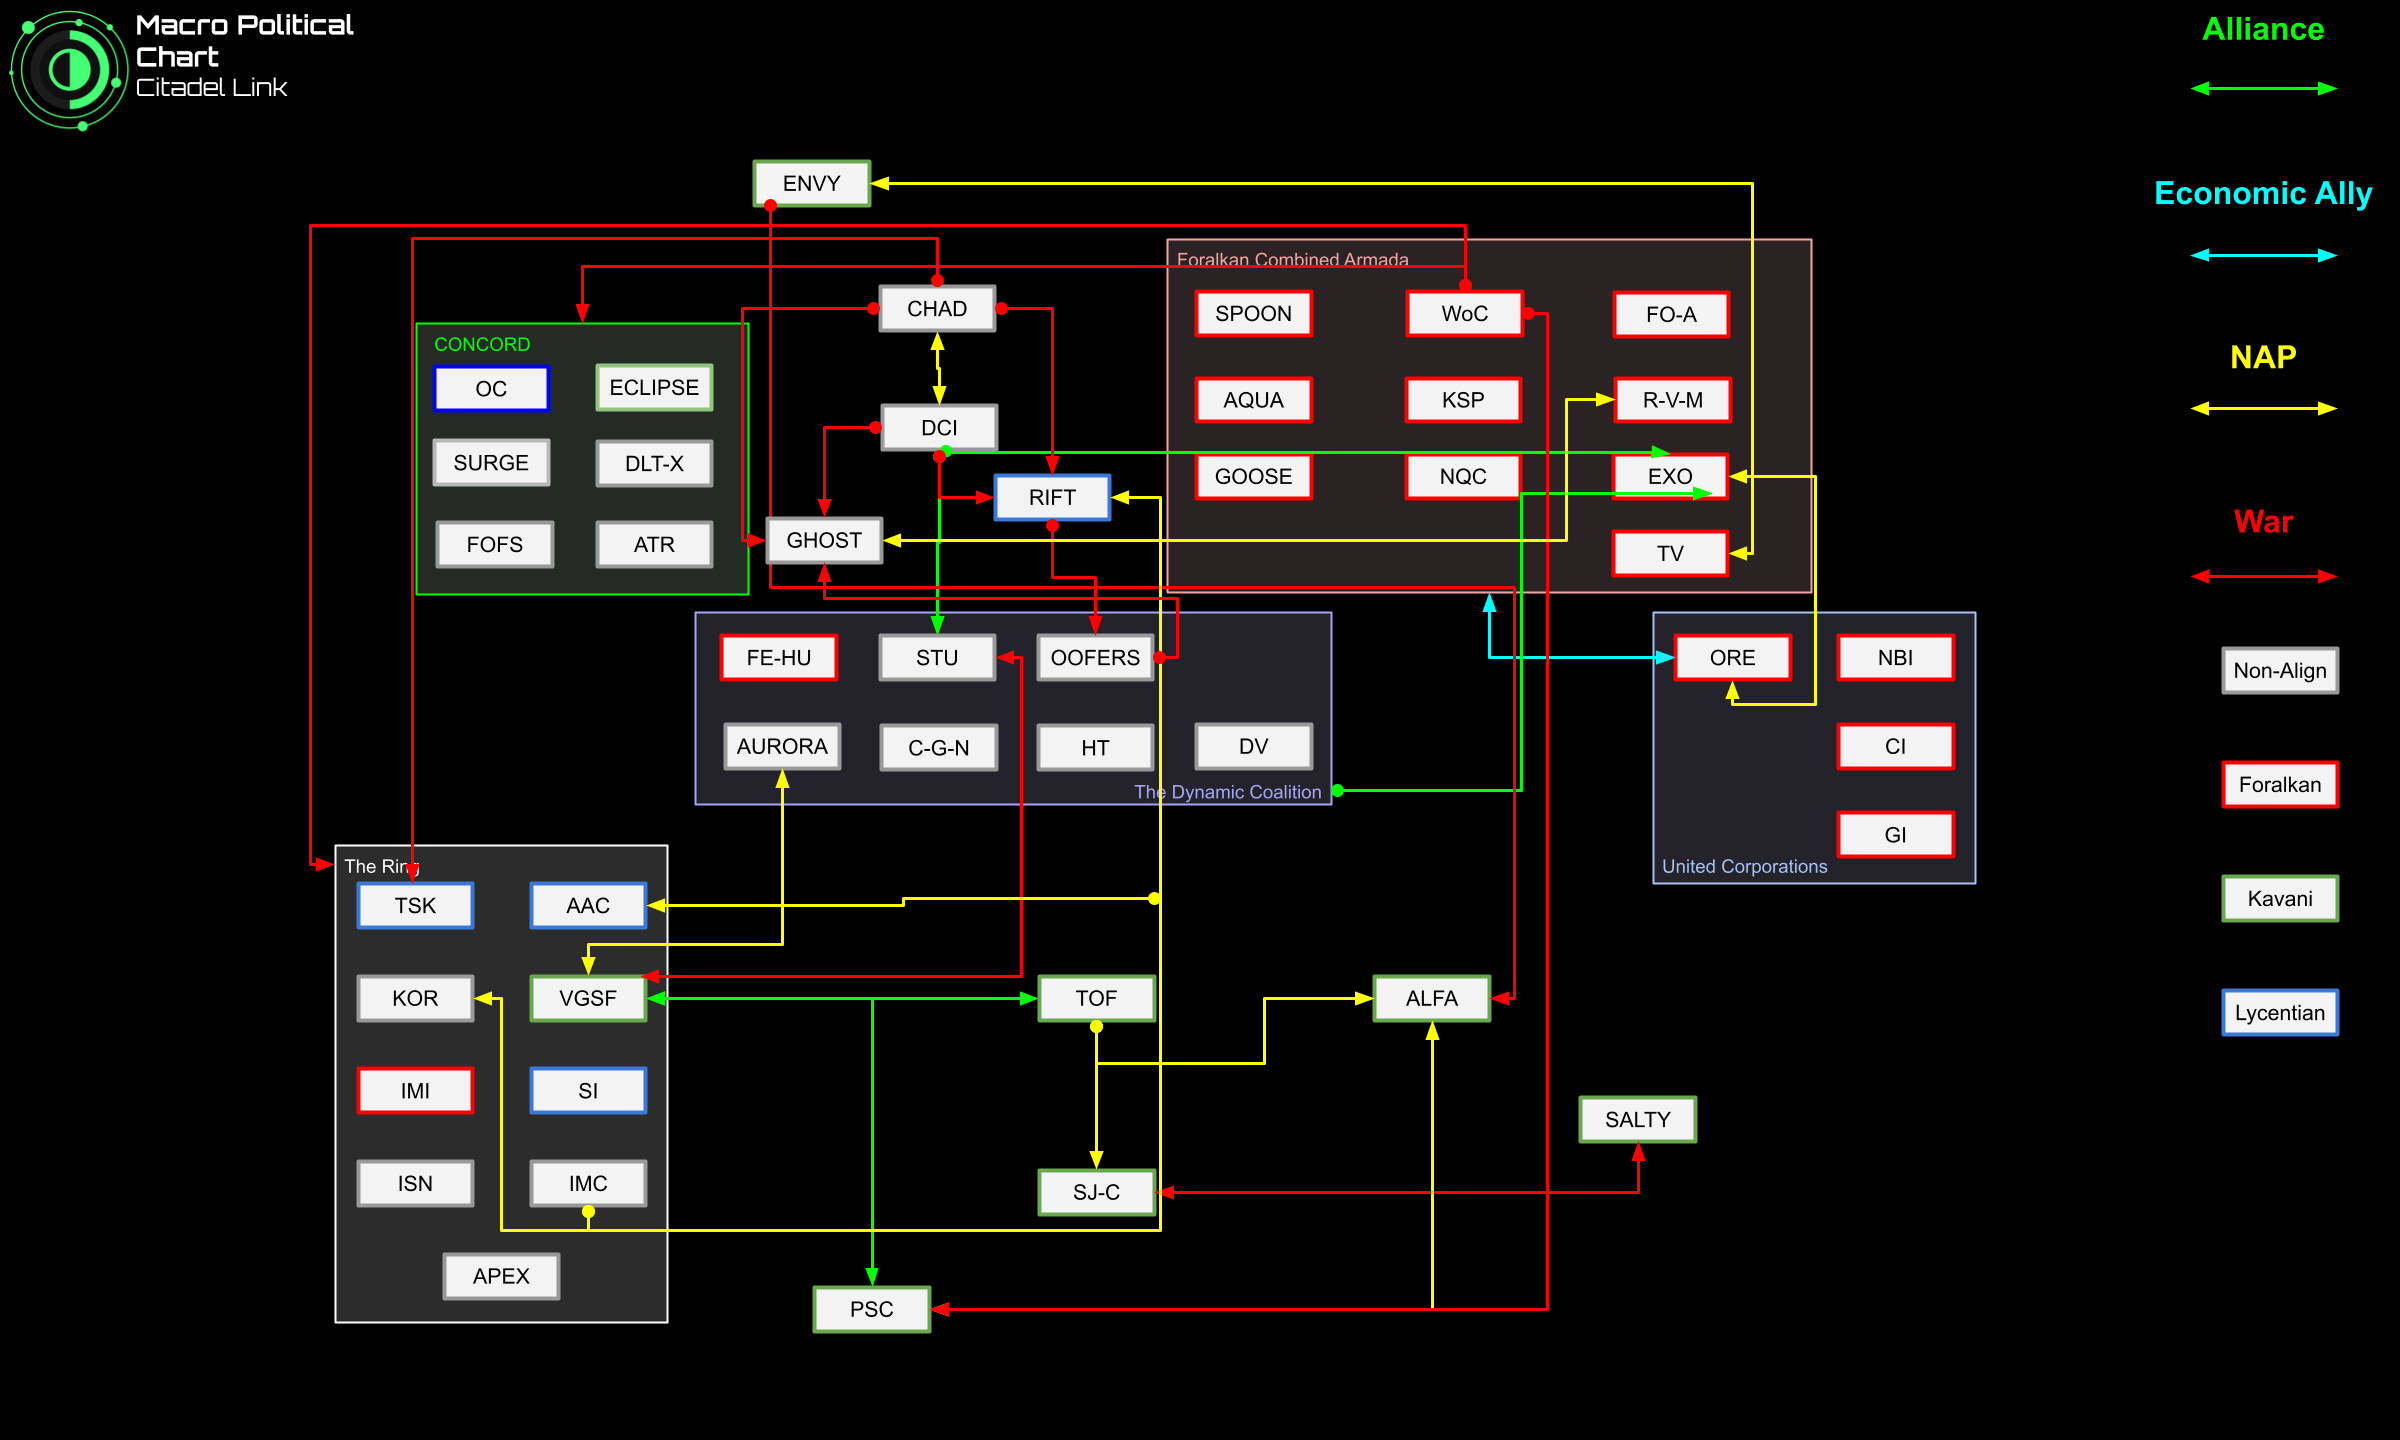 Macro Political
Chart
Citadel Link
Alliance
Economic Ally
NAP
War
Non-Align
Foralkan
Kavani
Lycentian
ENVY
CHAD
DCI
RIFT
GHOST
CONCORD
OC
ECLIPSE
SURGE
DLT-X
FOFS
ATR
Foralkan Combined Armada
SPOON
WoC
FO-A
AQUA
KSP
R-V-M
GOOSE
NQC
EXO
TV
FE-HU
STU
OOFERS
AURORA
C-G-N
HT
DV
The Dynamic Coalition
ORE
NBI
CI
GI
United Corporations
The Ring
TSK
AAC
KOR
VGSF
IMI
SI
ISN
IMC
APEX
TOF
ALFA
SALTY
SJ-C
PSC